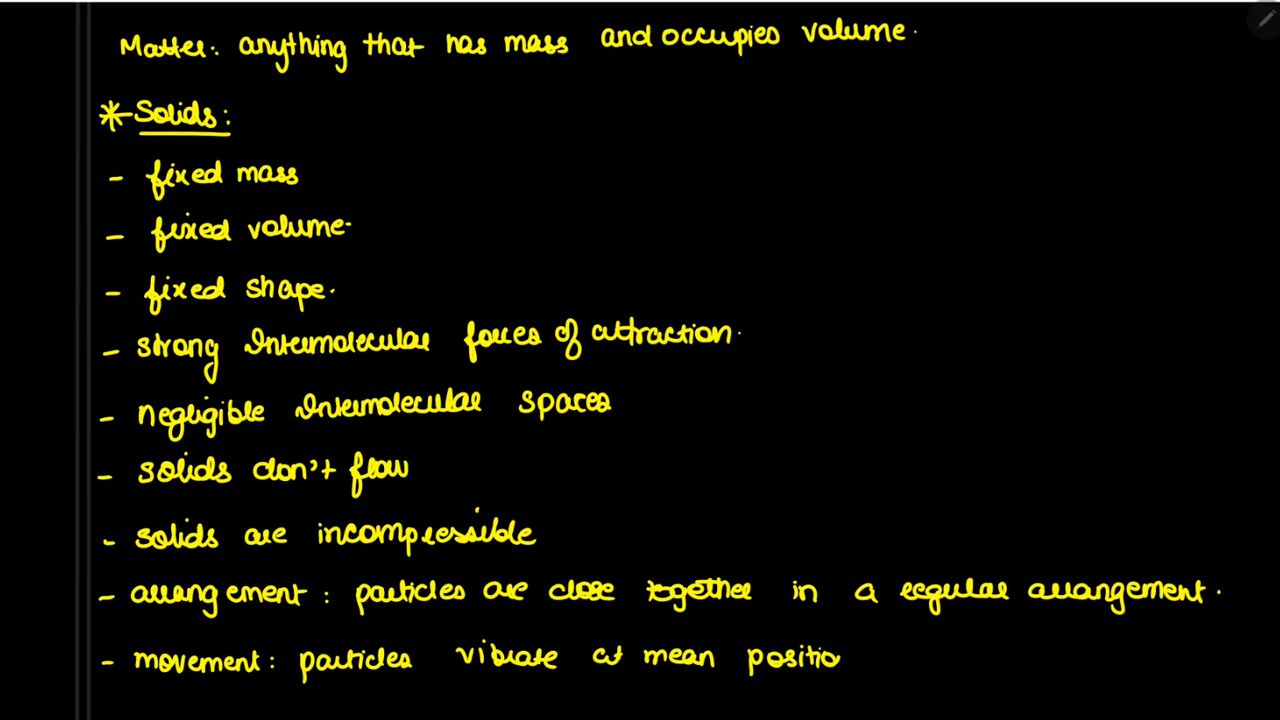 Matter: anything that has mass and occupies volume.
* Solids:
- fixed mass
- fixed volume.
- fixed shape.
- strong Intermolecular forces of attraction.
- negligible Intermolecular spaces
- solids don't flow
- solids are incompressible
- arrangement: particles are close together in a regular arrangement.
- movement: particles vibrate at mean positio